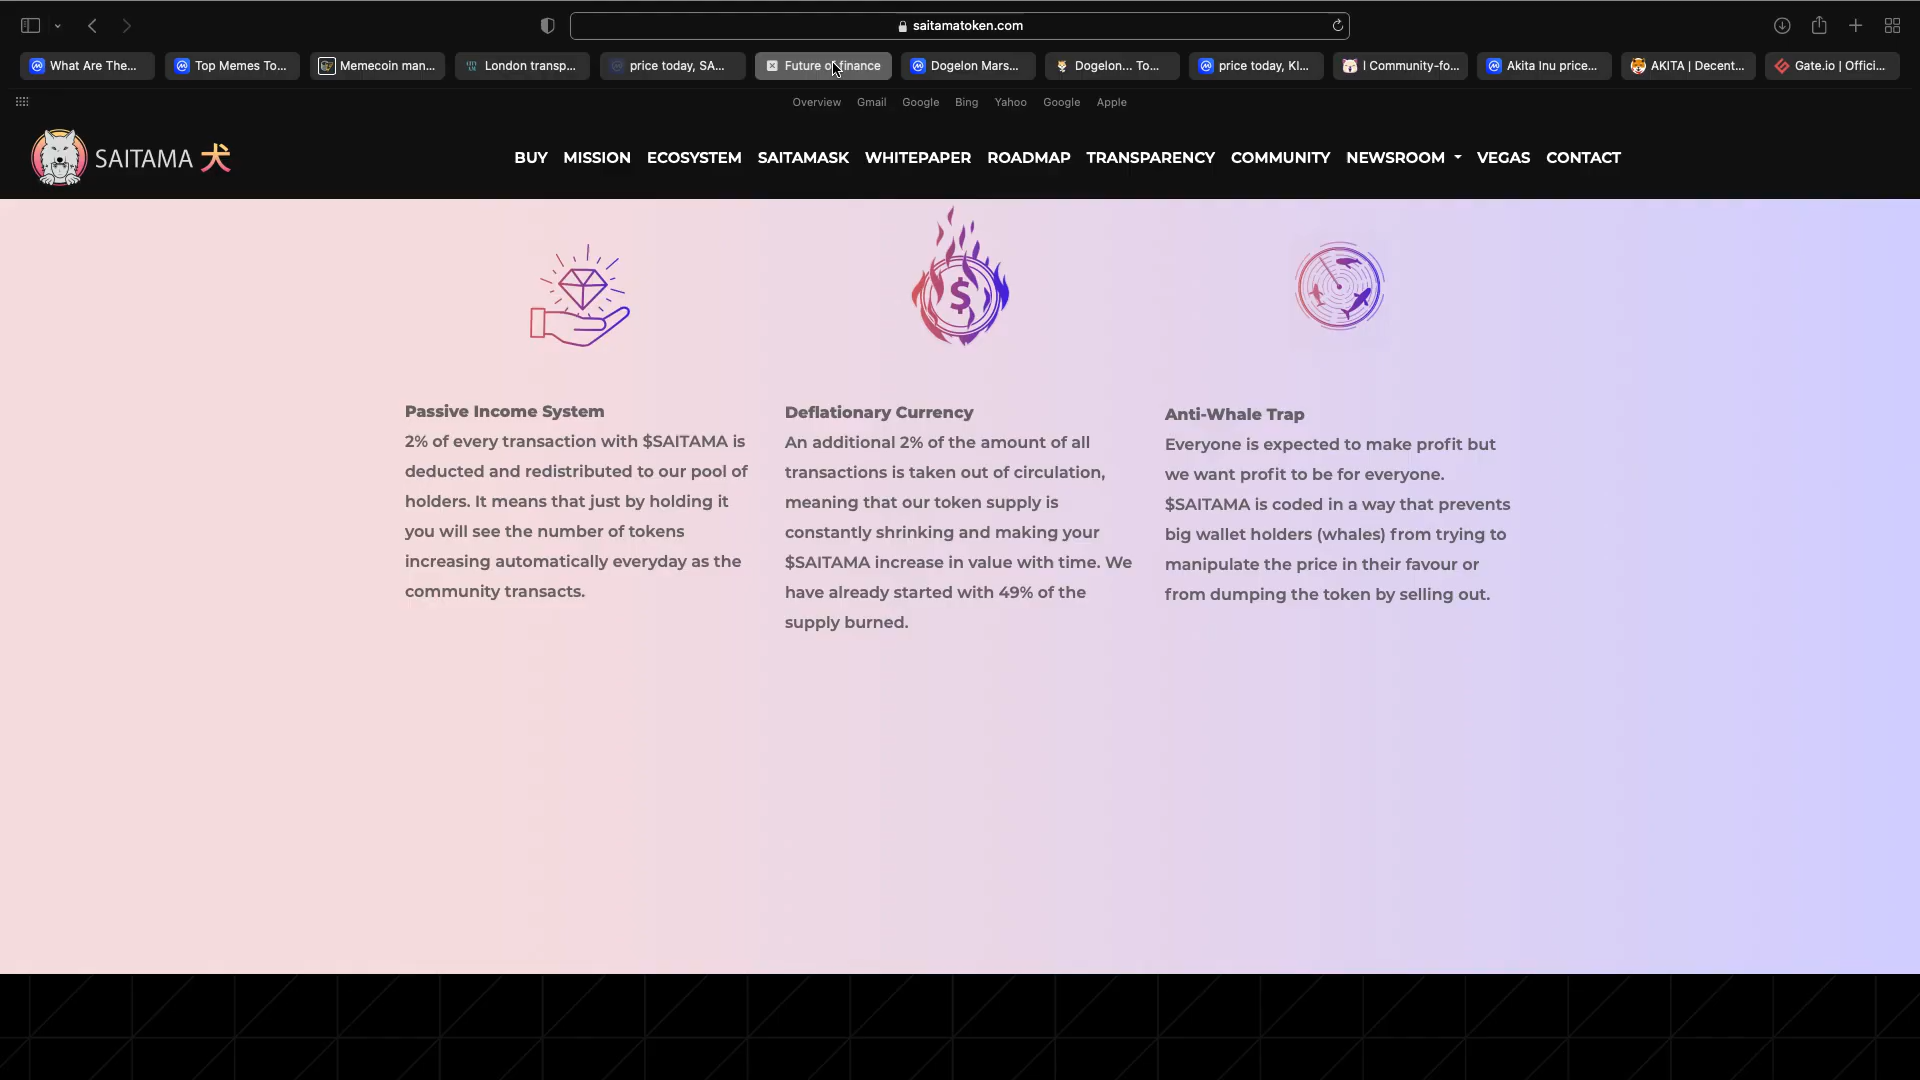 saitamatoken.com
What Are The...
Top Memes To...
Memecoin man...
London transp...
price today, SA...
Future of finance
Dogelon Mars...
Dogelon... To...
price today, KI...
I Community-fo...
Akita Inu price...
AKITA | Decent...
Gate.io | Offici...
Overview Gmail Google Bing Yahoo Google Apple
SAITAMA 犬
BUY MISSION ECOSYSTEM SAITAMASK WHITEPAPER ROADMAP TRANSPARENCY COMMUNITY NEWSROOM VEGAS CONTACT
$
Passive Income System
2% of every transaction with $SAITAMA is
deducted and redistributed to our pool of
holders. It means that just by holding it
you will see the number of tokens
increasing automatically everyday as the
community transacts.
Deflationary Currency
An additional 2% of the amount of all
transactions is taken out of circulation,
meaning that our token supply is
constantly shrinking and making your
$SAITAMA increase in value with time. We
have already started with 49% of the
supply burned.
Anti-Whale Trap
Everyone is expected to make profit but
we want profit to be for everyone.
$SAITAMA is coded in a way that prevents
big wallet holders (whales) from trying to
manipulate the price in their favour or
from dumping the token by selling out.